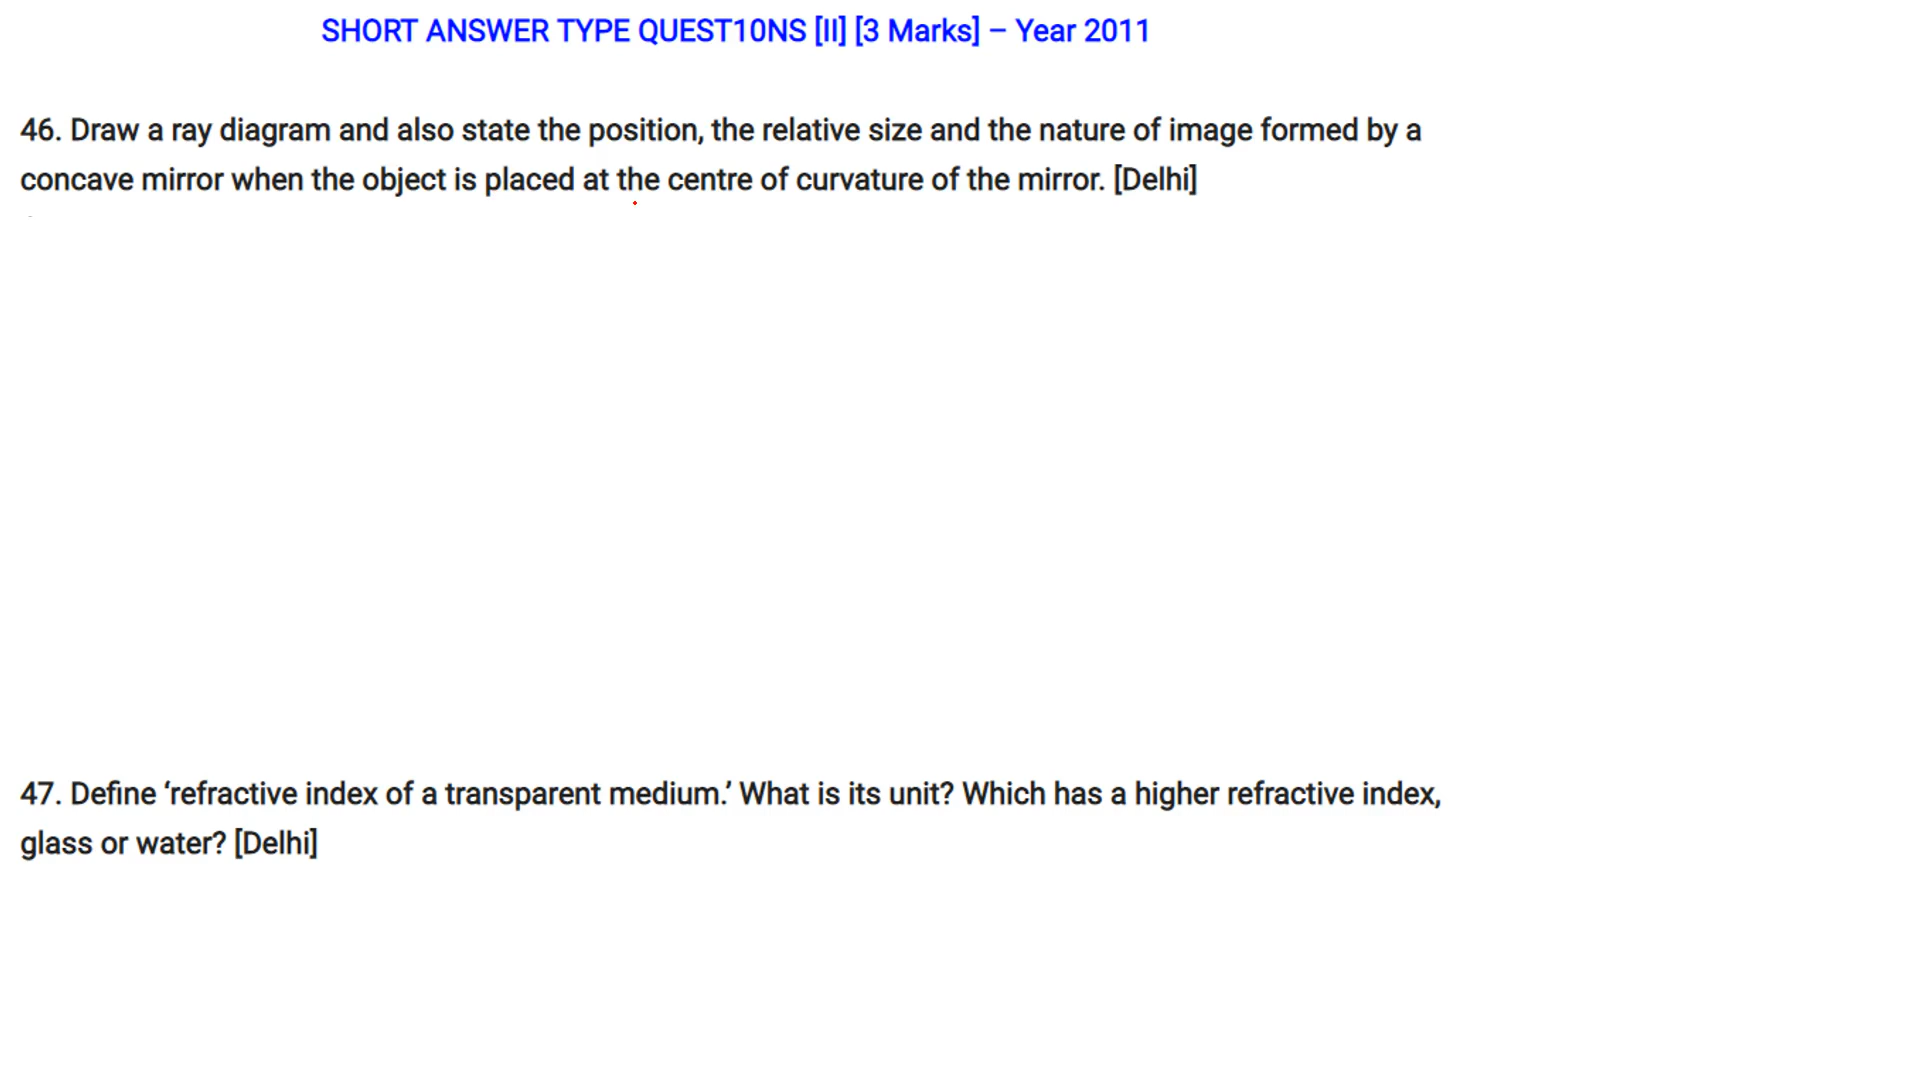 SHORT ANSWER TYPE QUEST10NS [II] [3 Marks] – Year 2011
46. Draw a ray diagram and also state the position, the relative size and the nature of image formed by a
concave mirror when the object is placed at the centre of curvature of the mirror. [Delhi]
47. Define ‘refractive index of a transparent medium.’ What is its unit? Which has a higher refractive index,
glass or water? [Delhi]